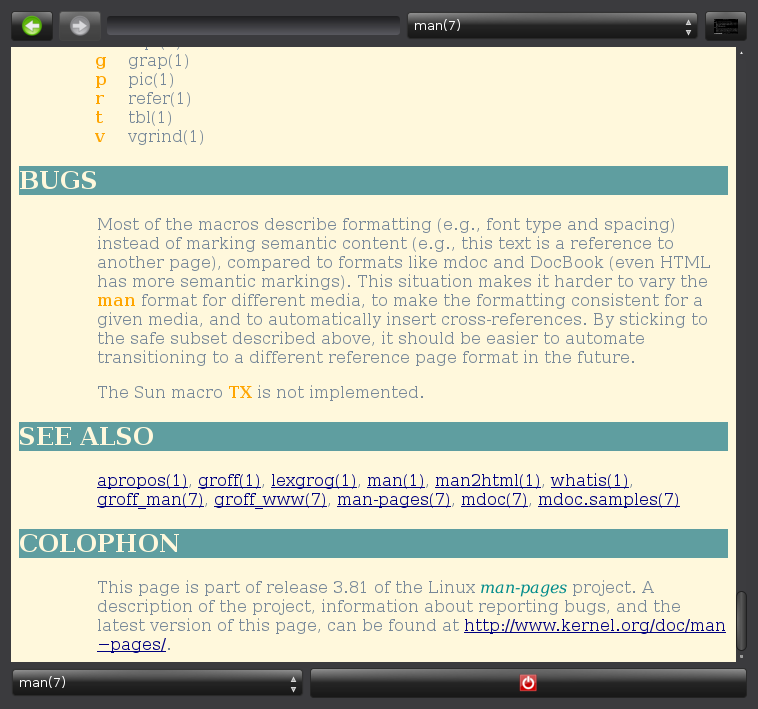 man(7)
g grap(1)
p pic(1)
r refer(1)
t tbl(1)
v vgrind(1)
BUGS
Most of the macros describe formatting (e.g., font type and spacing)
instead of marking semantic content (e.g., this text is a reference to
another page), compared to formats like mdoc and DocBook (even HTML
has more semantic markings). This situation makes it harder to vary the
man format for different media, to make the formatting consistent for a
given media, and to automatically insert cross-references. By sticking to
the safe subset described above, it should be easier to automate
transitioning to a different reference page format in the future.
The Sun macro TX is not implemented.
SEE ALSO
apropos(1), groff(1), lexgrog(1), man(1), man2html(1), whatis(1),
groff_man(7), groff_www(7), man-pages(7), mdoc(7), mdoc.samples(7)
COLOPHON
This page is part of release 3.81 of the Linux man-pages project. A
description of the project, information about reporting bugs, and the
latest version of this page, can be found at http://www.kernel.org/doc/man
−pages/.
man(7)